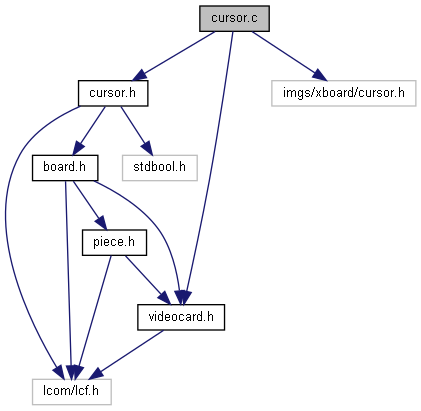 cursor.c
cursor.h
imgs/xboard/cursor.h
board.h
stdbool.h
piece.h
videocard.h
lcom/lcf.h